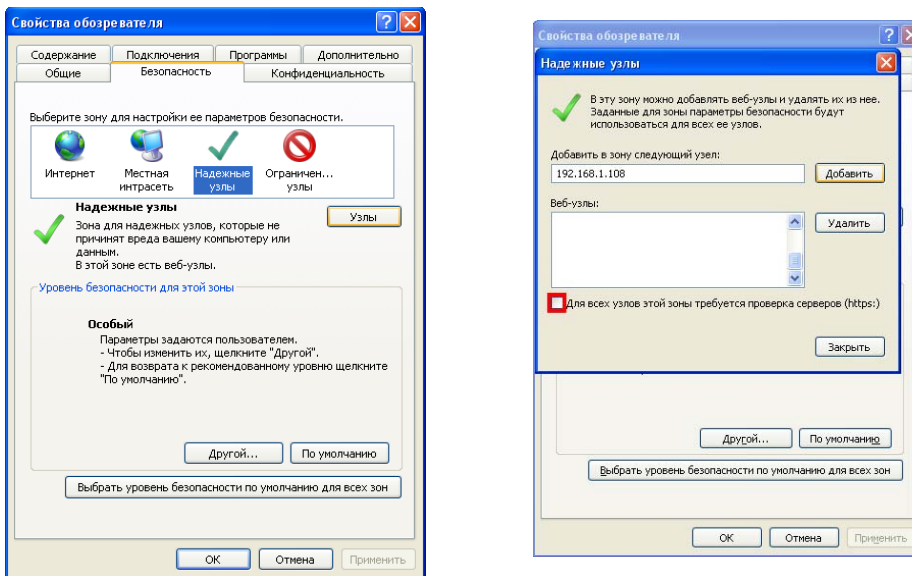 Свойства обозревателя
Содержание Подключения Программы Дополнительно
Общие Безопасность Конфиденциальность
Выберите зону для настройки ее параметров безопасности.
Интернет Местная интрасеть Надежные узлы Ограничен... узлы
Надежные узлы
Узлы
Зона для надежных узлов, которые не
причинят вреда вашему компьютеру или
данным.
В этой зоне есть веб-узлы.
Уровень безопасности для этой зоны
Особый
Параметры задаются пользователем.
- Чтобы изменить их, щелкните "Другой".
- Для возврата к рекомендованному уровню щелкните
"По умолчанию".
Другой... По умолчанию
Выбрать уровень безопасности по умолчанию для всех зон
OK Отмена Применить
Свойства обозревателя
Надежные узлы
В эту зону можно добавлять веб-узлы и удалять их из нее.
Заданные для зоны параметры безопасности будут
использоваться для всех ее узлов.
Добавить в зону следующий узел:
192.168.1.108 Добавить
Веб-узлы:
Удалить
Для всех узлов этой зоны требуется проверка серверов (https:)
Закрыть
Другой... По умолчанию
Выбрать уровень безопасности по умолчанию для всех зон
OK Отмена Применить